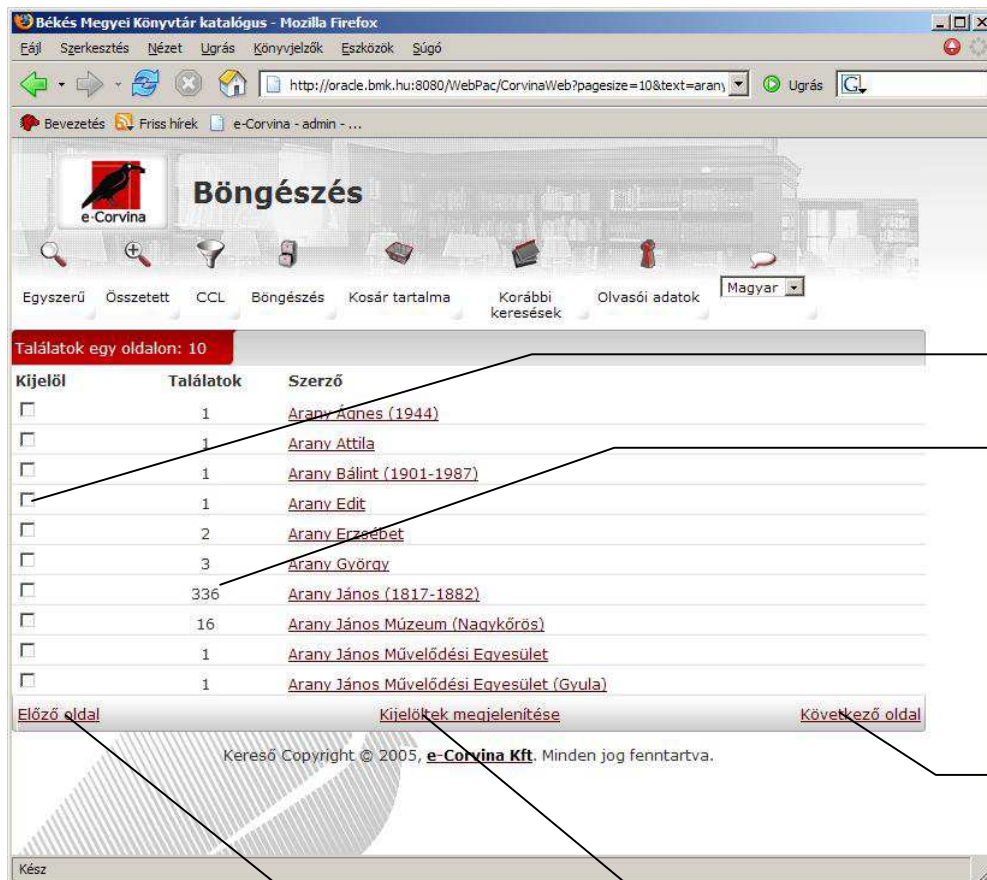 Békés Megyei Könyvtár katalógus - Mozilla Firefox
Fájl Szerkesztés Nézet Ugrás Könyvjelzők Eszközök Súgó
http://oracle.bmk.hu:8080/WebPac/CorvinaWeb?pagesize=10&text=arany Ugrás G
Bevezetés Friss hírek e-Corvina - admin - ...
e-Corvina
Böngészés
Egyszerű Összetett CCL Böngészés Kosár tartalma Korábbi keresések Olvasói adatok Magyar
Találatok egy oldalon: 10
Kijelöl Találatok Szerző
1 Arany Ágnes (1944)
1 Arany Attila
1 Arany Bálint (1901-1987)
1 Arany Edit
2 Arany Erzsébet
3 Arany György
336 Arany János (1817-1882)
16 Arany János Múzeum (Nagykőrös)
1 Arany János Művelődési Egyesület
1 Arany János Művelődési Egyesület (Gyula)
Előző oldal Kijelöltek megjelenítése Következő oldal
Kereső Copyright © 2005, e-Corvina Kft. Minden jog fenntartva.
Kész